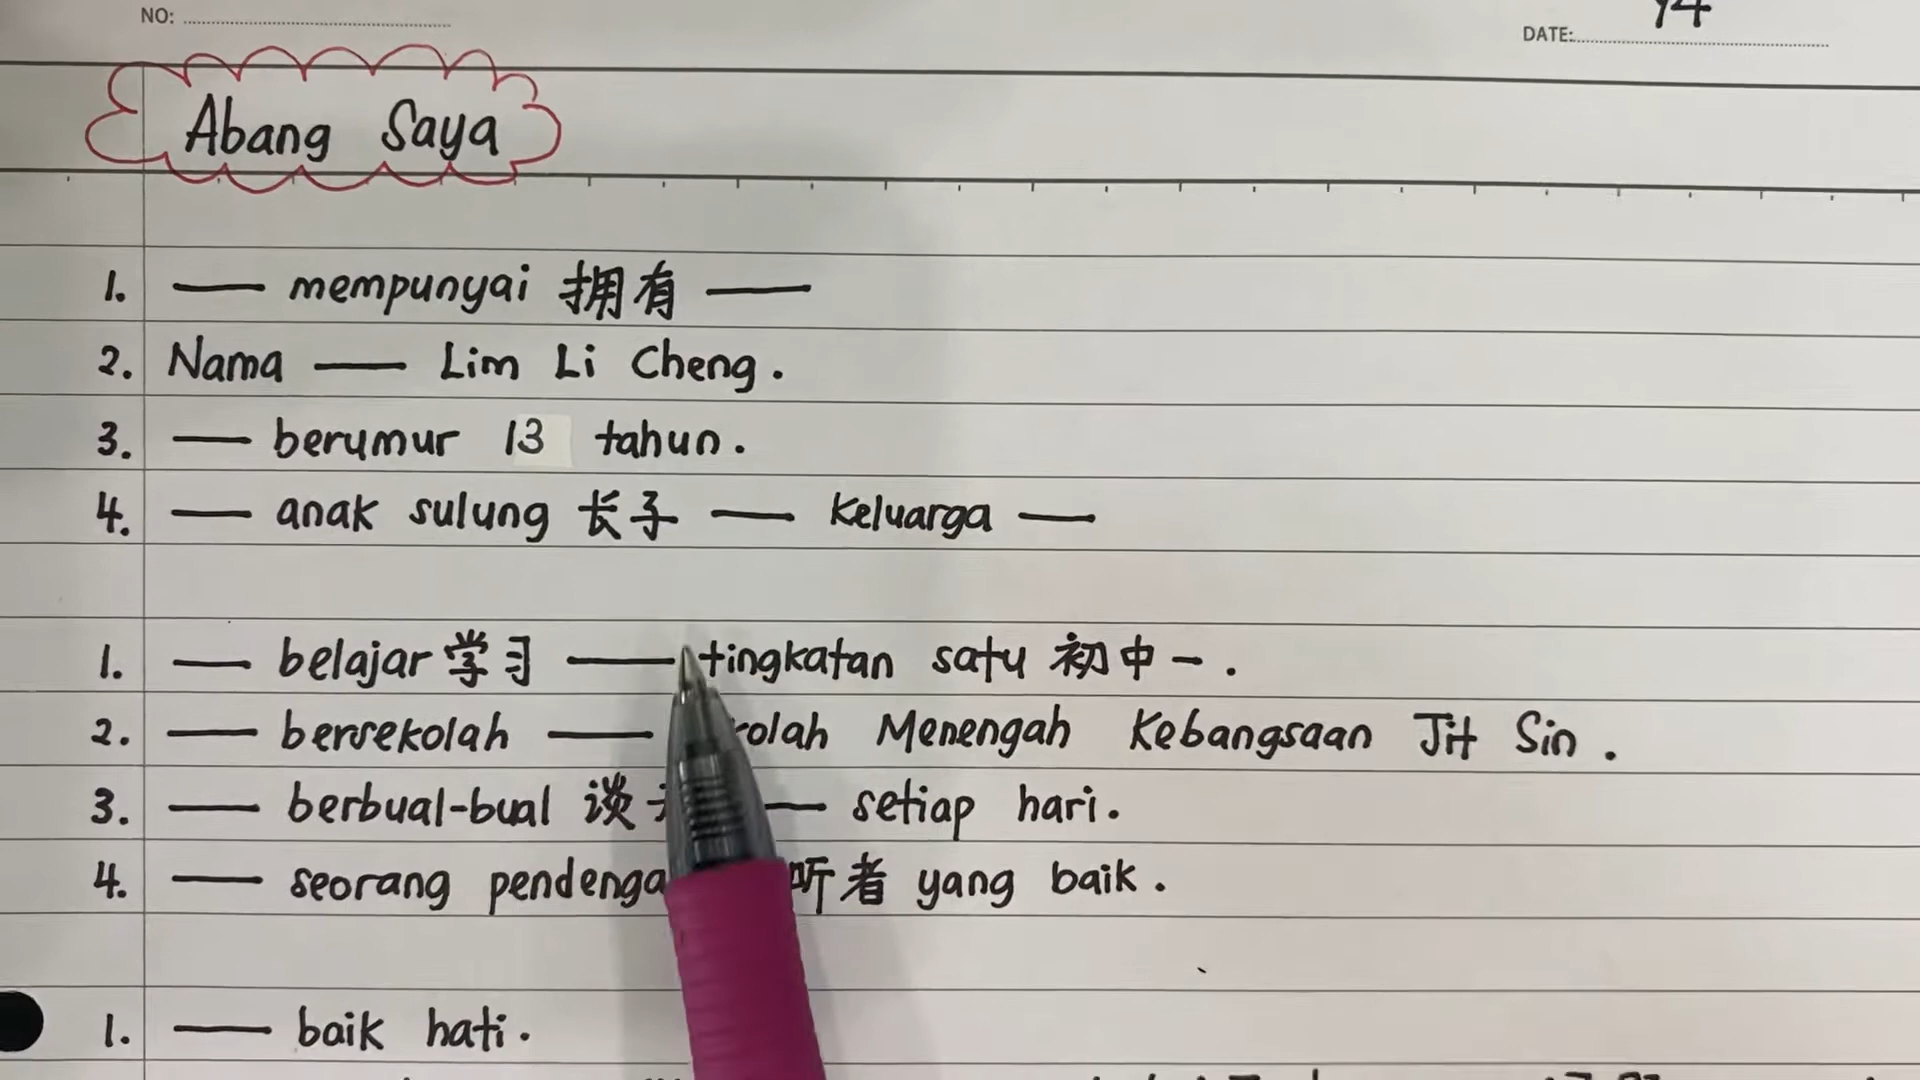 NO:
DATE: Y4
Abang Saya
1. — mempunyai 拥有 —
2. Nama — Lim Li Cheng.
3. — berumur 13 tahun.
4. — anak sulung 长子 — keluarga —
1. — belajar 学习 — tingkatan satu 初中一.
2. — bersekolah — Menengah Kebangsaan Jit Sin.
3. — berbual-bual 谈 — setiap hari.
4. — seorang 听者 yang baik.
1. — baik hati.